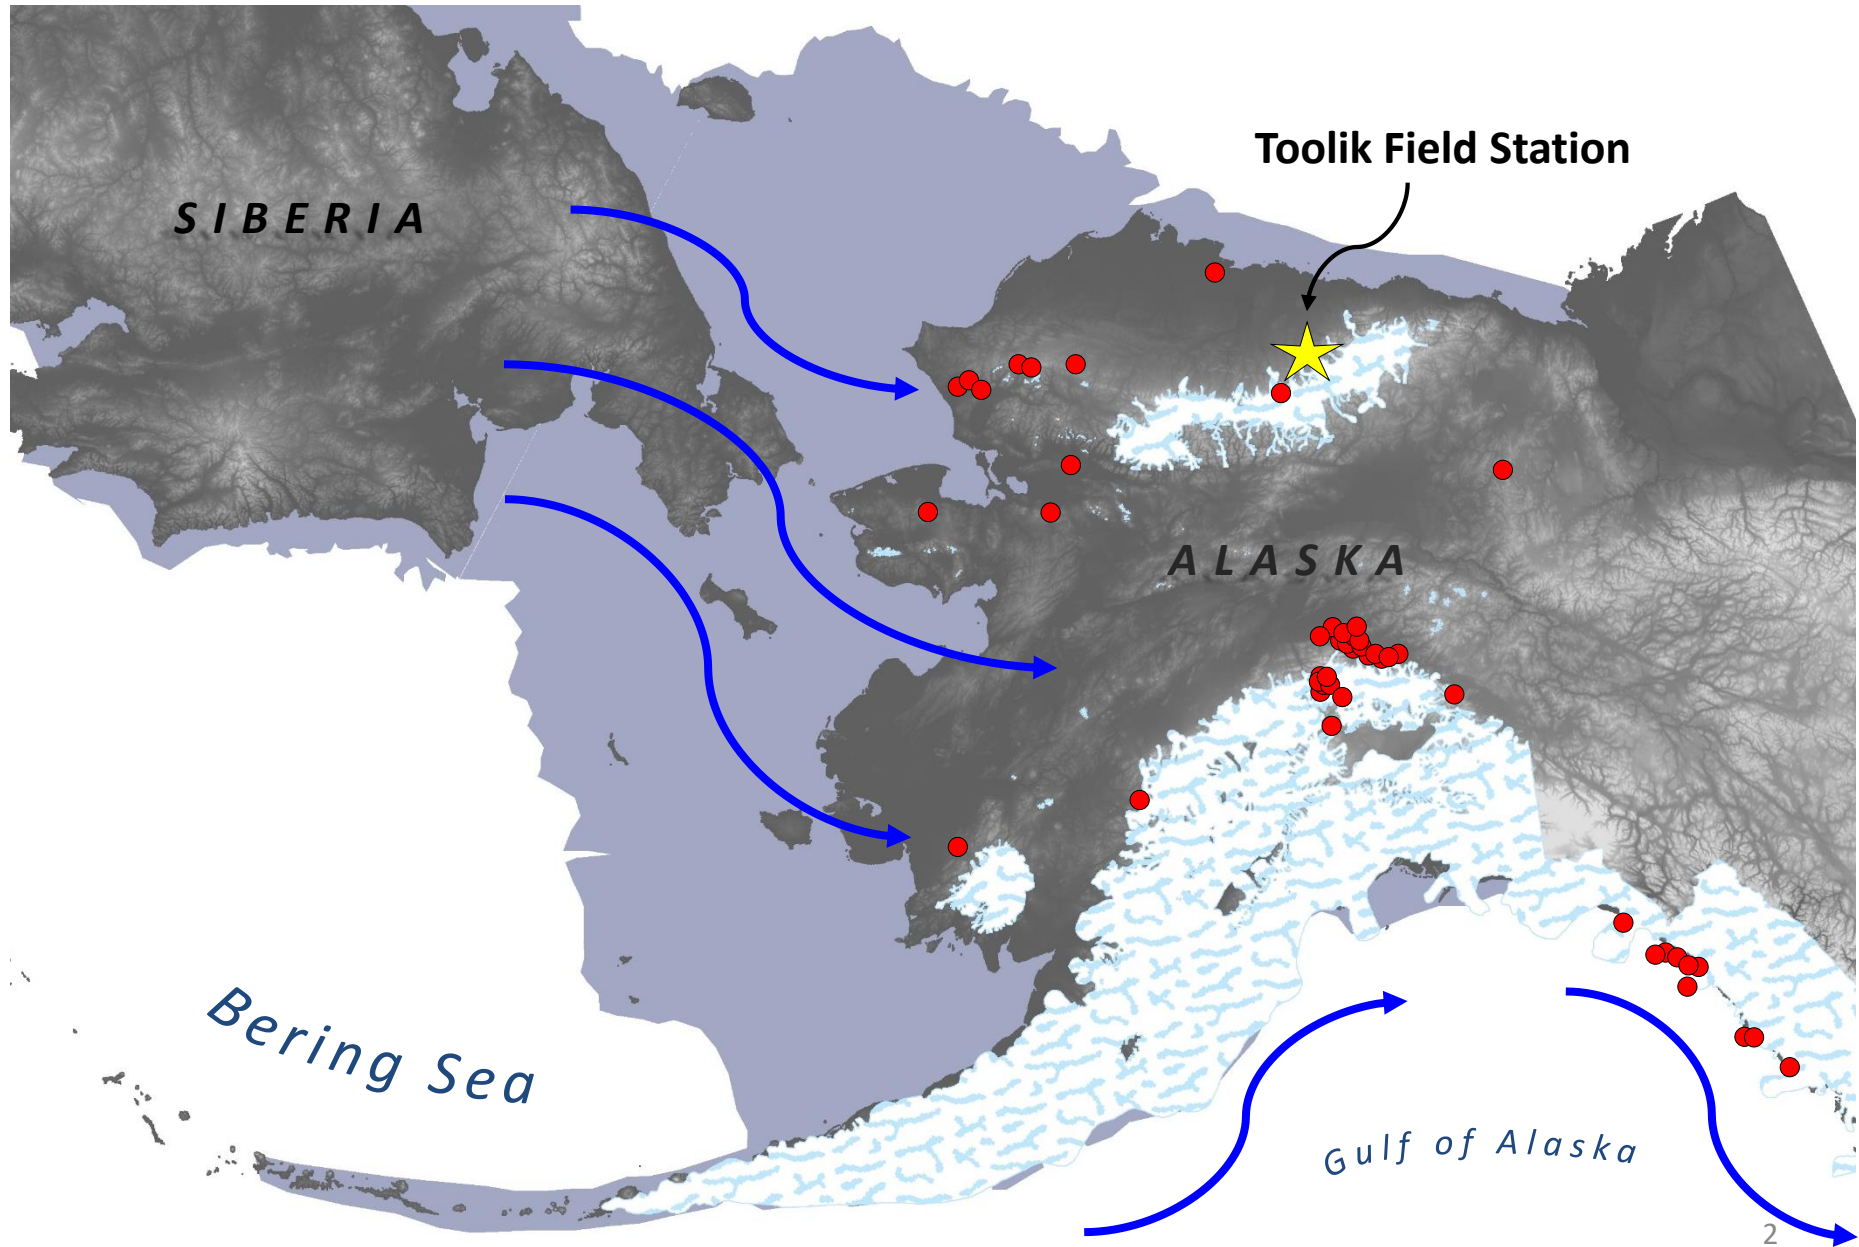 Toolik Field Station
SIBERIA
ALASKA
Bering Sea
Gulf of Alaska
2